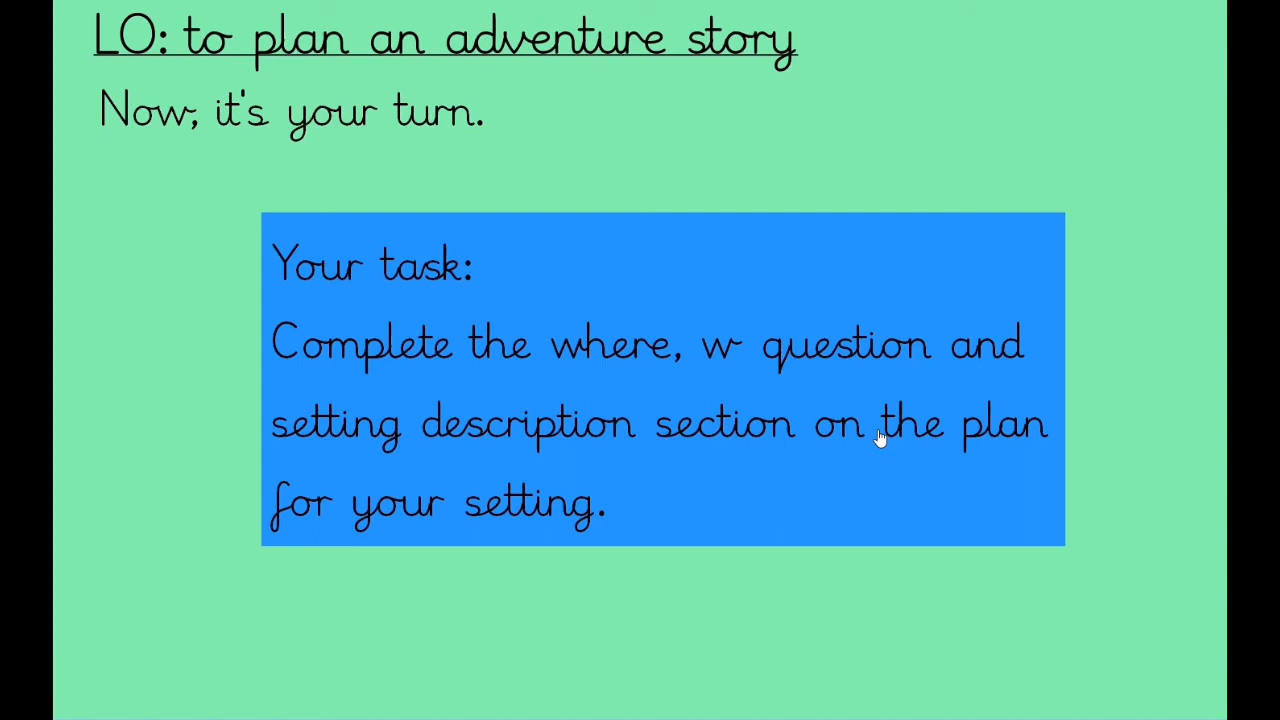 LO: to plan an adventure story
Now, it's your turn.
Your task:
Complete the where, w question and
setting description section on the plan
for your setting.